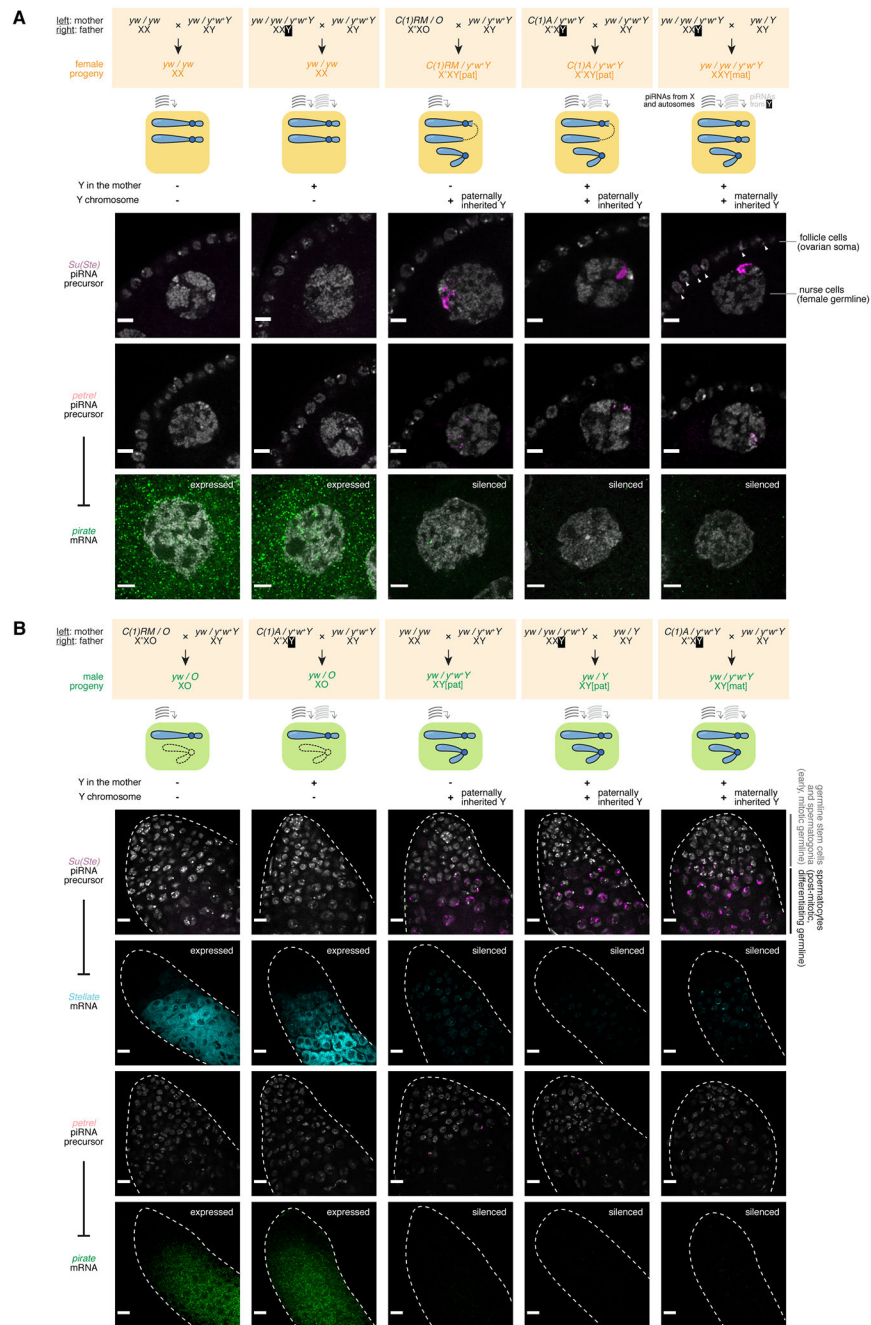 A
left: mother
right: father
yw / yw × yw / y⁺w⁺Y
XX XY
yw / yw / y⁺w⁺Y × yw / y⁺w⁺Y
XXY XY
C(1)RM / O × yw / y⁺w⁺Y
X^XO XY
C(1)A / y⁺w⁺Y × yw / y⁺w⁺Y
X^XY XY
yw / yw / y⁺w⁺Y × yw / Y
XXY XY
female
progeny
yw / yw
XX
yw / yw
XX
C(1)RM / y⁺w⁺Y
X^XY[pat]
C(1)A / y⁺w⁺Y
X^XY[pat]
yw / yw / y⁺w⁺Y
XXY[mat]
piRNAs from X
and autosomes
piRNAs
from Y
Y in the mother - + - + +
Y chromosome - - + paternally inherited Y + paternally inherited Y + maternally inherited Y
Su(Ste)
piRNA
precursor
follicle cells
(ovarian soma)
nurse cells
(female germline)
petrel
piRNA
precursor
pirate
mRNA
expressed
expressed
silenced
silenced
silenced
B
left: mother
right: father
C(1)RM / O × yw / y⁺w⁺Y
X^XO XY
C(1)A / y⁺w⁺Y × yw / y⁺w⁺Y
X^XY XY
yw / yw × yw / y⁺w⁺Y
XX XY
yw / yw / y⁺w⁺Y × yw / Y
XXY XY
C(1)A / y⁺w⁺Y × yw / y⁺w⁺Y
X^XY XY
male
progeny
yw / O
XO
yw / O
XO
yw / y⁺w⁺Y
XY[pat]
yw / Y
XY[pat]
yw / y⁺w⁺Y
XY[mat]
Y in the mother - + - + +
Y chromosome - - + paternally inherited Y + paternally inherited Y + maternally inherited Y
Su(Ste)
piRNA
precursor
germline stem cells
and spermatogonia
(early, mitotic germline)
spermatocytes
(post-mitotic,
differentiating germline)
Stellate
mRNA
expressed
expressed
silenced
silenced
silenced
petrel
piRNA
precursor
pirate
mRNA
expressed
expressed
silenced
silenced
silenced